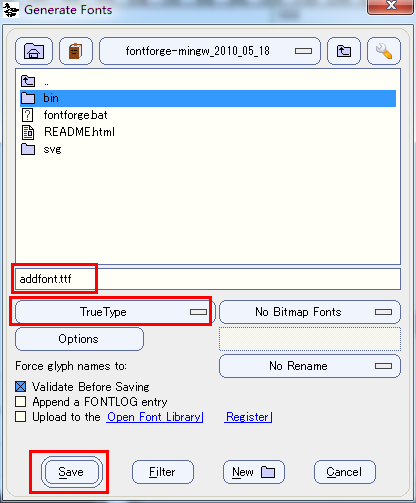 Generate Fonts
fontforge-mingw_2010_05_18
..
bin
fontforge.bat
README.html
svg
addfont.ttf
TrueType
No Bitmap Fonts
Options
Force glyph names to:
No Rename
Validate Before Saving
Append a FONTLOG entry
Upload to the Open Font Library Register
Save Filter New Cancel